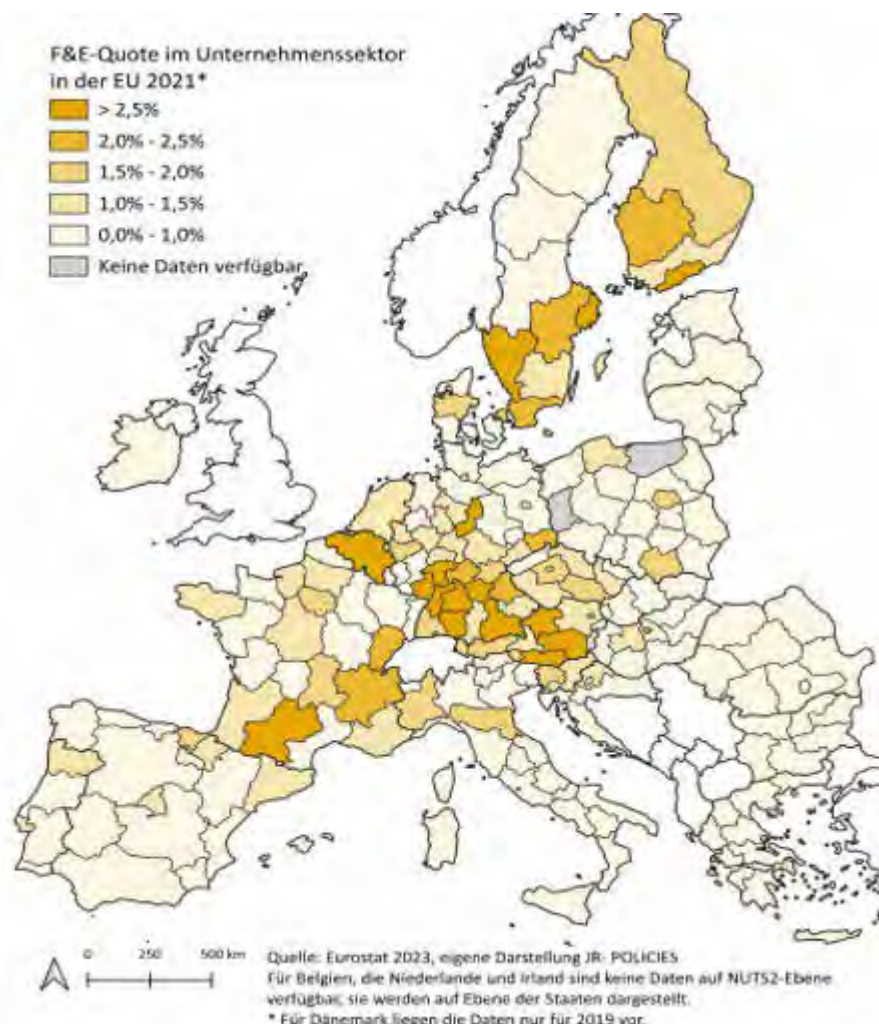 F&E-Quote im Unternehmenssektor
in der EU 2021*
> 2,5%
2,0% - 2,5%
1,5% - 2,0%
1,0% - 1,5%
0,0% - 1,0%
Keine Daten verfügbar
0 250 500 km
Quelle: Eurostat 2023, eigene Darstellung JR- POLICIES
Für Belgien, die Niederlande und Irland sind keine Daten auf NUTS2-Ebene
verfügbar, sie werden auf Ebene der Staaten dargestellt.
* Für Dänemark liegen die Daten nur für 2019 vor.